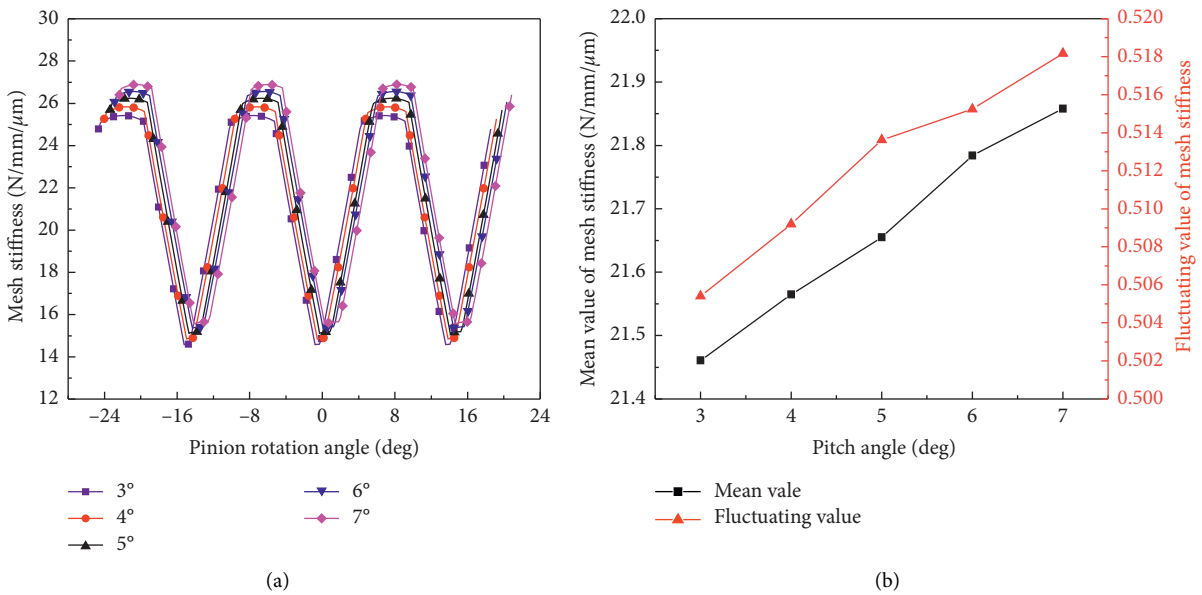 30
28
26
24
22
20
18
16
14
12
Mesh stiffness (N/mm/μm)
−24 −16 −8 0 8 16 24
Pinion rotation angle (deg)
3°
4°
5°
6°
7°
(a)
22.0
21.9
21.8
21.7
21.6
21.5
21.4
Mean value of mesh stiffness (N/mm/μm)
0.520
0.518
0.516
0.514
0.510
0.508
0.506
0.504
0.502
0.500
Fluctuating value of mesh stiffness
3 4 5 6 7
Pitch angle (deg)
Mean vale
Fluctuating value
(b)